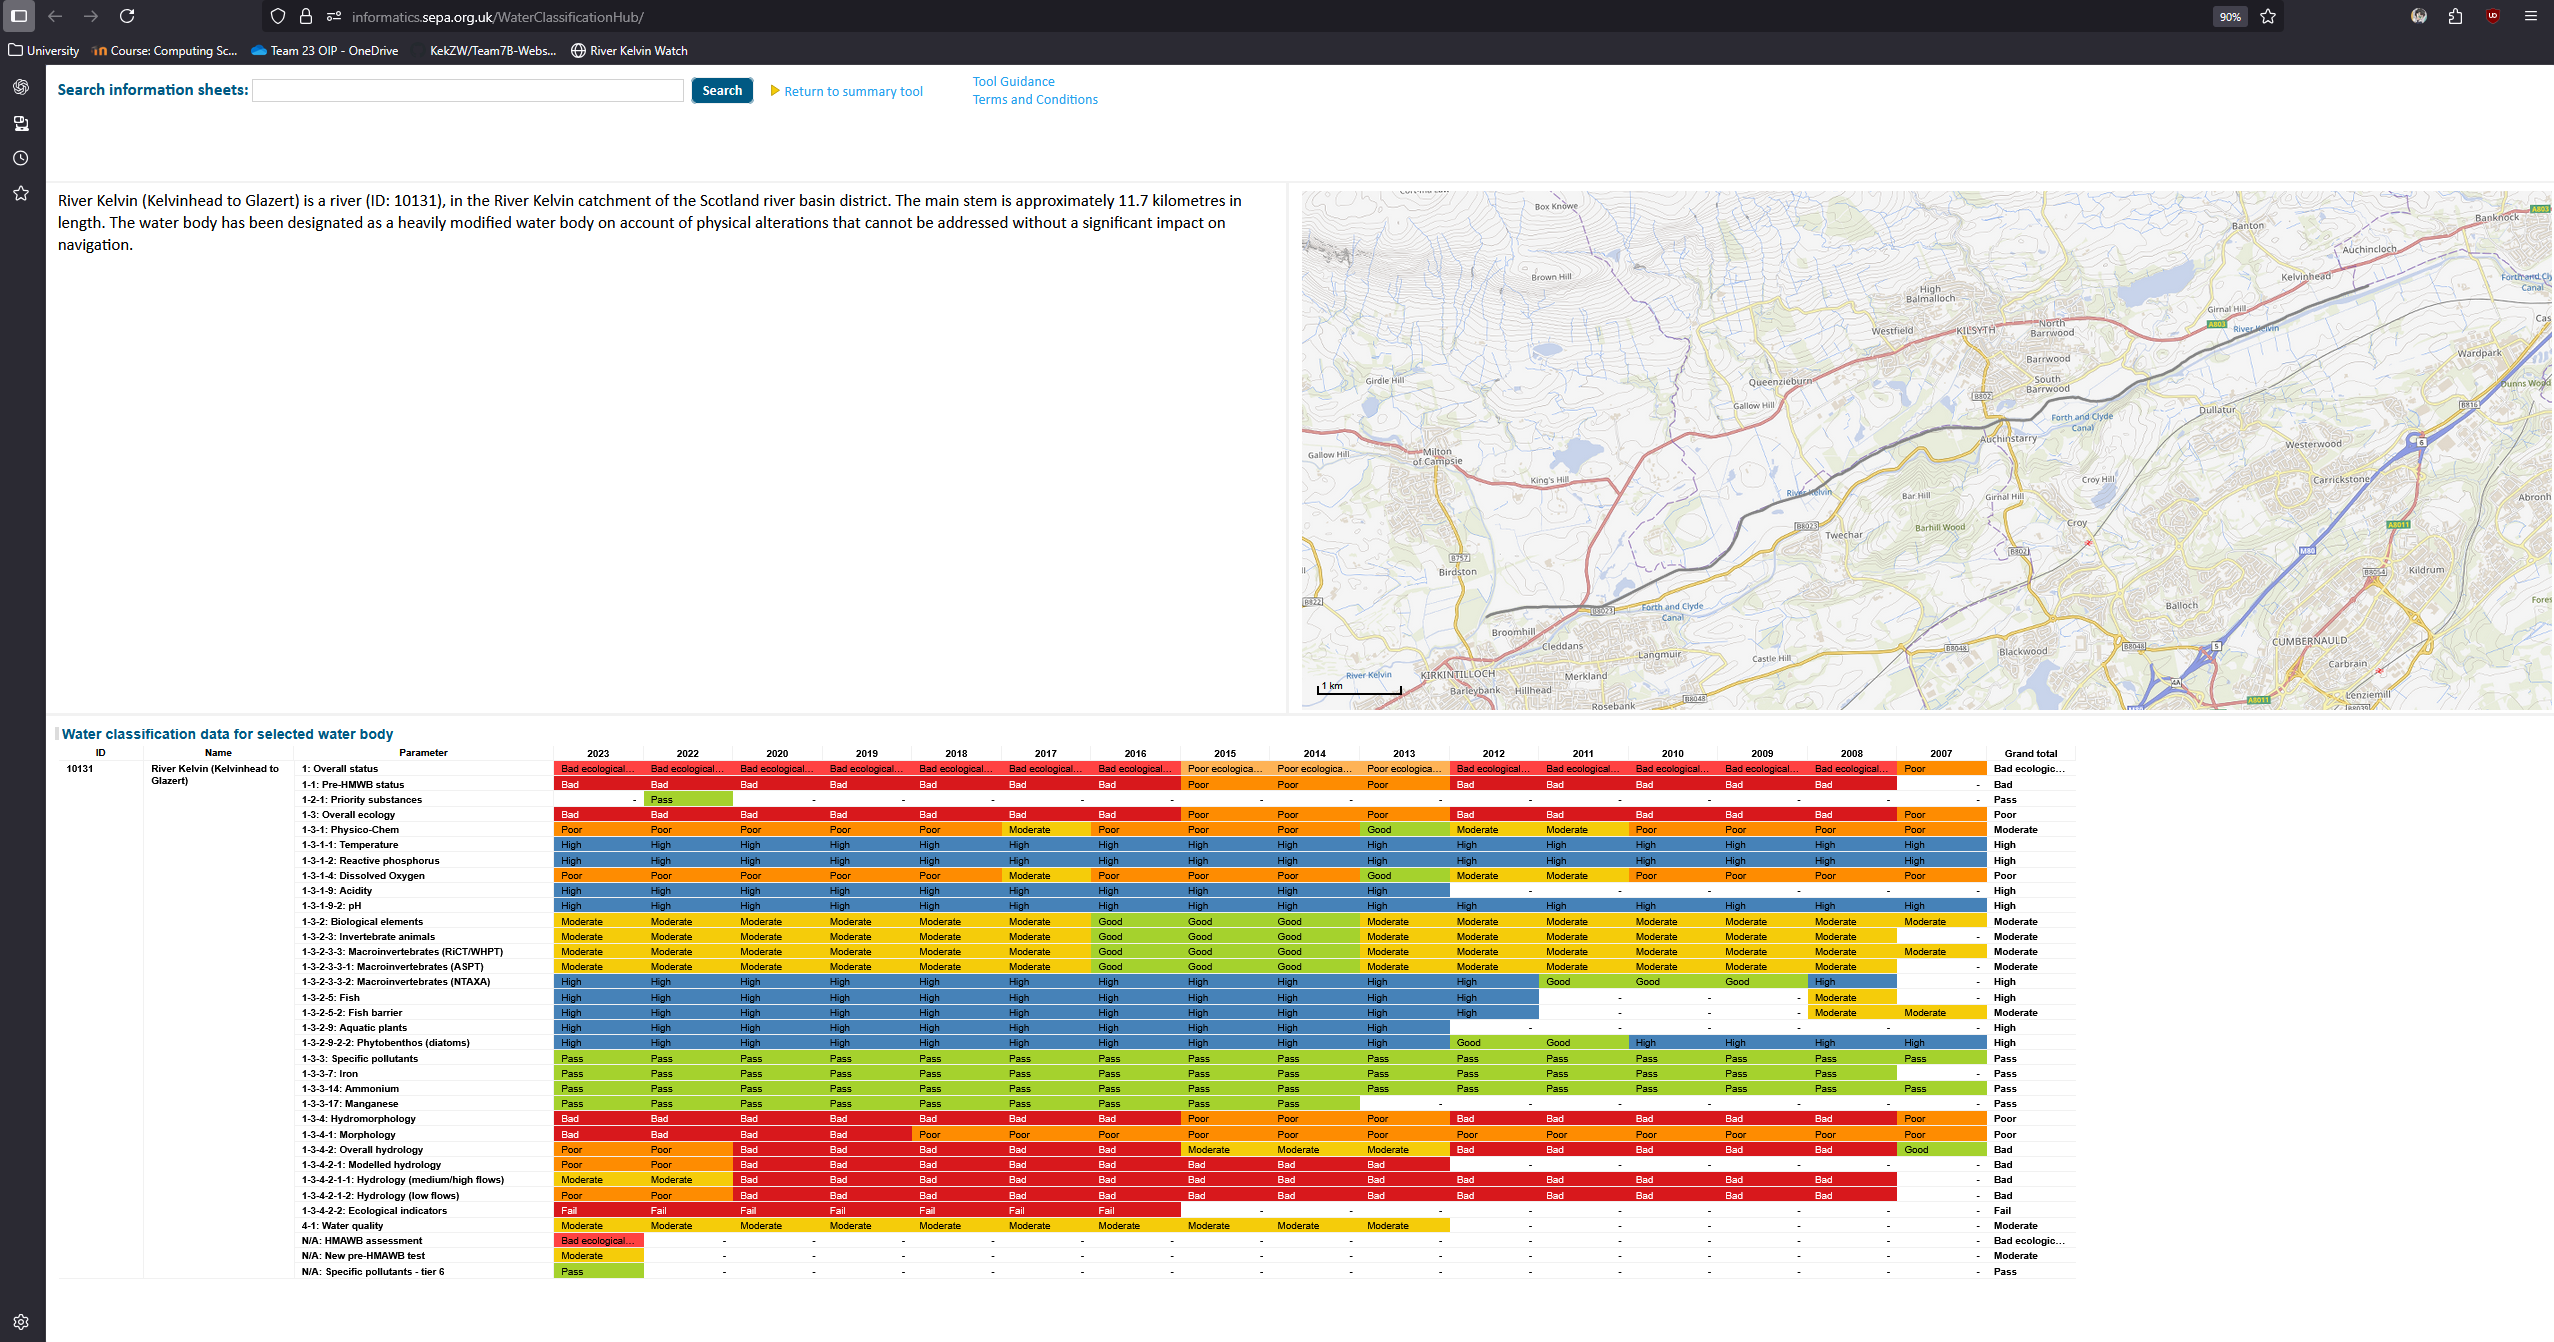 informatics.sepa.org.uk/WaterClassificationHub/
90%
University
Course: Computing Sc...
Team 23 OIP - OneDrive
KekZW/Team7B-Webs...
River Kelvin Watch
Search information sheets:
Search
Return to summary tool
Tool Guidance
Terms and Conditions
River Kelvin (Kelvinhead to Glazert) is a river (ID: 10131), in the River Kelvin catchment of the Scotland river basin district. The main stem is approximately 11.7 kilometres in
length. The water body has been designated as a heavily modified water body on account of physical alterations that cannot be addressed without a significant impact on
navigation.
Box Knowe
Banknock
A803
Banton
Auchincloch
Brown Hill
Kelvinhead
Forth and Cly
Canal
High
Balmalloch
Girnal Hill
Cas
Westfield
KILSYTH
North
Barrwood
A803
River Kelvin
Wardpark
Barrwood
Girdle Hill
Queenzieburn
South
Barrwood
Dunns Wood
B802
Gallow Hill
Dullatur
B816
Forth and Clyde
Canal
Auchinstarry
Westerwood
6
Gallow Hill
Milton
of Campsie
King's Hill
Croy Hill
Carrickstone
River Kelvin
Bar Hill
Girnal Hill
Abronh
B8023
Barhill Wood
Croy
A8011
Twechar
B802
M80
B757
Birdston
B8054
Kildrum
B822
B8023
Forth and Clyde
Canal
Balloch
Fores
Broomhill
Cleddans
Langmuir
Castle Hill
B8048
Blackwood
B8048
5
CUMBERNAULD
Carbrain
River Kelvin
KIRKINTILLOCH
Merkland
1 km
Barleybank
Hillhead
B8048
4A
Lenziemill
A8011
Rosebank
B8039
Water classification data for selected water body
ID Name Parameter 2023 2022 2020 2019 2018 2017 2016 2015 2014 2013 2012 2011 2010 2009 2008 2007 Grand total
10131 River Kelvin (Kelvinhead to 1: Overall status Bad ecological... Bad ecological... Bad ecological... Bad ecological... Bad ecological... Bad ecological... Bad ecological... Poor ecologica... Poor ecologica... Poor ecologica... Bad ecological... Bad ecological... Bad ecological... Bad ecological... Bad ecological... Poor Bad ecologic...
Glazert) 1-1: Pre-HMWB status Bad Bad Bad Bad Bad Bad Bad Poor Poor Poor Bad Bad Bad Bad Bad - Bad
1-2-1: Priority substances - Pass - - - - - - - - - - - - - - Pass
1-3: Overall ecology Bad Bad Bad Bad Bad Bad Bad Poor Poor Poor Bad Bad Bad Bad Bad Poor Poor
1-3-1: Physico-Chem Poor Poor Poor Poor Poor Moderate Poor Poor Poor Good Moderate Moderate Poor Poor Poor Poor Moderate
1-3-1-1: Temperature High High High High High High High High High High High High High High High High High
1-3-1-2: Reactive phosphorus High High High High High High High High High High High High High High High High High
1-3-1-4: Dissolved Oxygen Poor Poor Poor Poor Poor Moderate Poor Poor Poor Good Moderate Moderate Poor Poor Poor Poor Poor
1-3-1-9: Acidity High High High High High High High High High High - - - - - - High
1-3-1-9-2: pH High High High High High High High High High High High High High High High High High
1-3-2: Biological elements Moderate Moderate Moderate Moderate Moderate Moderate Good Good Good Moderate Moderate Moderate Moderate Moderate Moderate Moderate Moderate
1-3-2-3: Invertebrate animals Moderate Moderate Moderate Moderate Moderate Moderate Good Good Good Moderate Moderate Moderate Moderate Moderate Moderate - Moderate
1-3-2-3-3: Macroinvertebrates (RiCT/WHPT) Moderate Moderate Moderate Moderate Moderate Moderate Good Good Good Moderate Moderate Moderate Moderate Moderate Moderate Moderate Moderate
1-3-2-3-3-1: Macroinvertebrates (ASPT) Moderate Moderate Moderate Moderate Moderate Moderate Good Good Good Moderate Moderate Moderate Moderate Moderate Moderate - Moderate
1-3-2-3-3-2: Macroinvertebrates (NTAXA) High High High High High High High High High High High Good Good Good High - High
1-3-2-5: Fish High High High High High High High High High High High - - - Moderate - High
1-3-2-5-2: Fish barrier High High High High High High High High High High High - - - Moderate Moderate Moderate
1-3-2-9: Aquatic plants High High High High High High High High High High - - - - - - High
1-3-2-9-2-2: Phytobenthos (diatoms) High High High High High High High High High High Good Good High High High High High
1-3-3: Specific pollutants Pass Pass Pass Pass Pass Pass Pass Pass Pass Pass Pass Pass Pass Pass Pass Pass Pass
1-3-3-7: Iron Pass Pass Pass Pass Pass Pass Pass Pass Pass Pass Pass Pass Pass Pass Pass - Pass
1-3-3-14: Ammonium Pass Pass Pass Pass Pass Pass Pass Pass Pass Pass Pass Pass Pass Pass Pass Pass Pass
1-3-3-17: Manganese Pass Pass Pass Pass Pass Pass Pass Pass Pass - - - - - - - Pass
1-3-4: Hydromorphology Bad Bad Bad Bad Bad Bad Bad Poor Poor Poor Bad Bad Bad Bad Bad Poor Poor
1-3-4-1: Morphology Bad Bad Bad Bad Poor Poor Poor Poor Poor Poor Poor Poor Poor Poor Poor Poor Poor
1-3-4-2: Overall hydrology Poor Poor Bad Bad Bad Bad Bad Moderate Moderate Moderate Bad Bad Bad Bad Bad Good Bad
1-3-4-2-1: Modelled hydrology Poor Poor Bad Bad Bad Bad Bad Bad Bad Bad - - - - - - Bad
1-3-4-2-1-1: Hydrology (medium/high flows) Moderate Moderate Bad Bad Bad Bad Bad Bad Bad Bad Bad Bad Bad Bad Bad - Bad
1-3-4-2-1-2: Hydrology (low flows) Poor Poor Bad Bad Bad Bad Bad Bad Bad Bad Bad Bad Bad Bad Bad - Bad
1-3-4-2-2: Ecological indicators Fail Fail Fail Fail Fail Fail Fail - - - - - - - - - Fail
4-1: Water quality Moderate Moderate Moderate Moderate Moderate Moderate Moderate Moderate Moderate Moderate - - - - - - Moderate
N/A: HMAWB assessment Bad ecological... - - - - - - - - - - - - - - - Bad ecologic...
N/A: New pre-HMAWB test Moderate - - - - - - - - - - - - - - - Moderate
N/A: Specific pollutants - tier 6 Pass - - - - - - - - - - - - - - - Pass